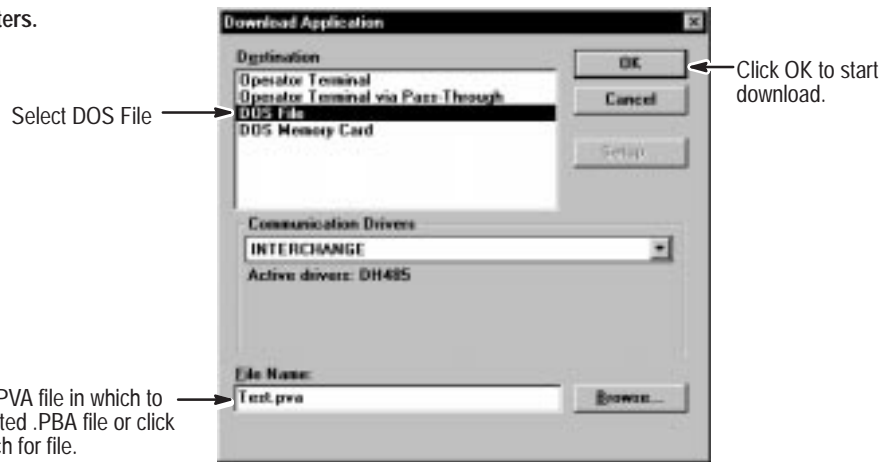 ters.
Download Application
Destination
Operator Terminal
Operator Terminal via Pass-Through
DOS File
DOS Memory Card
OK
Cancel
Setup...
Click OK to start
download.
Select DOS File
Communication Drivers
INTERCHANGE
Active drivers: DH485
File Name:
Test.pva
Browse...
PVA file in which to
ted .PBA file or click
ch for file.